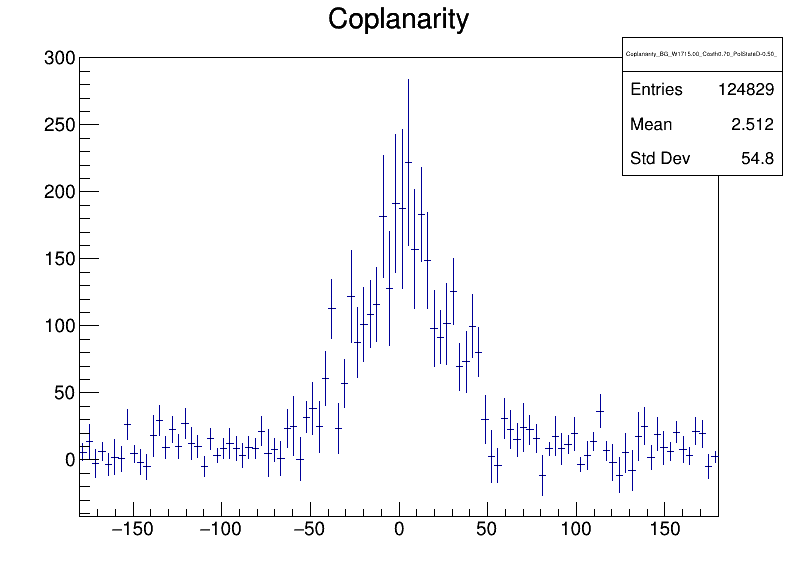 Coplanarity
Coplanarity_BG_W1715.00_Costh0.70_PolStateD-0.50_
Entries 124829
Mean 2.512
Std Dev 54.8
300
250
200
150
100
50
0
−150 −100 −50 0 50 100 150